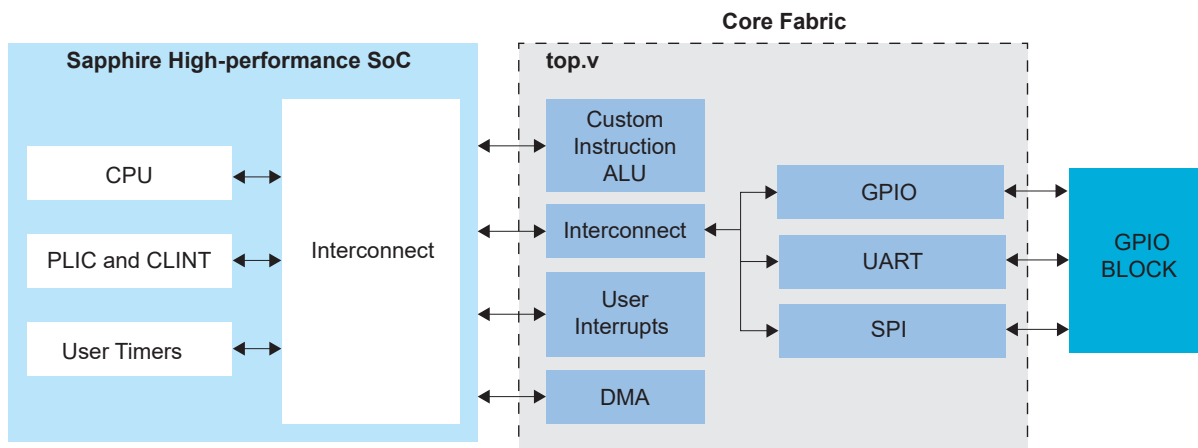 Core Fabric
Sapphire High-performance SoC
top.v
CPU
PLIC and CLINT
User Timers
Interconnect
Custom
Instruction
ALU
Interconnect
User
Interrupts
DMA
GPIO
UART
SPI
GPIO
BLOCK